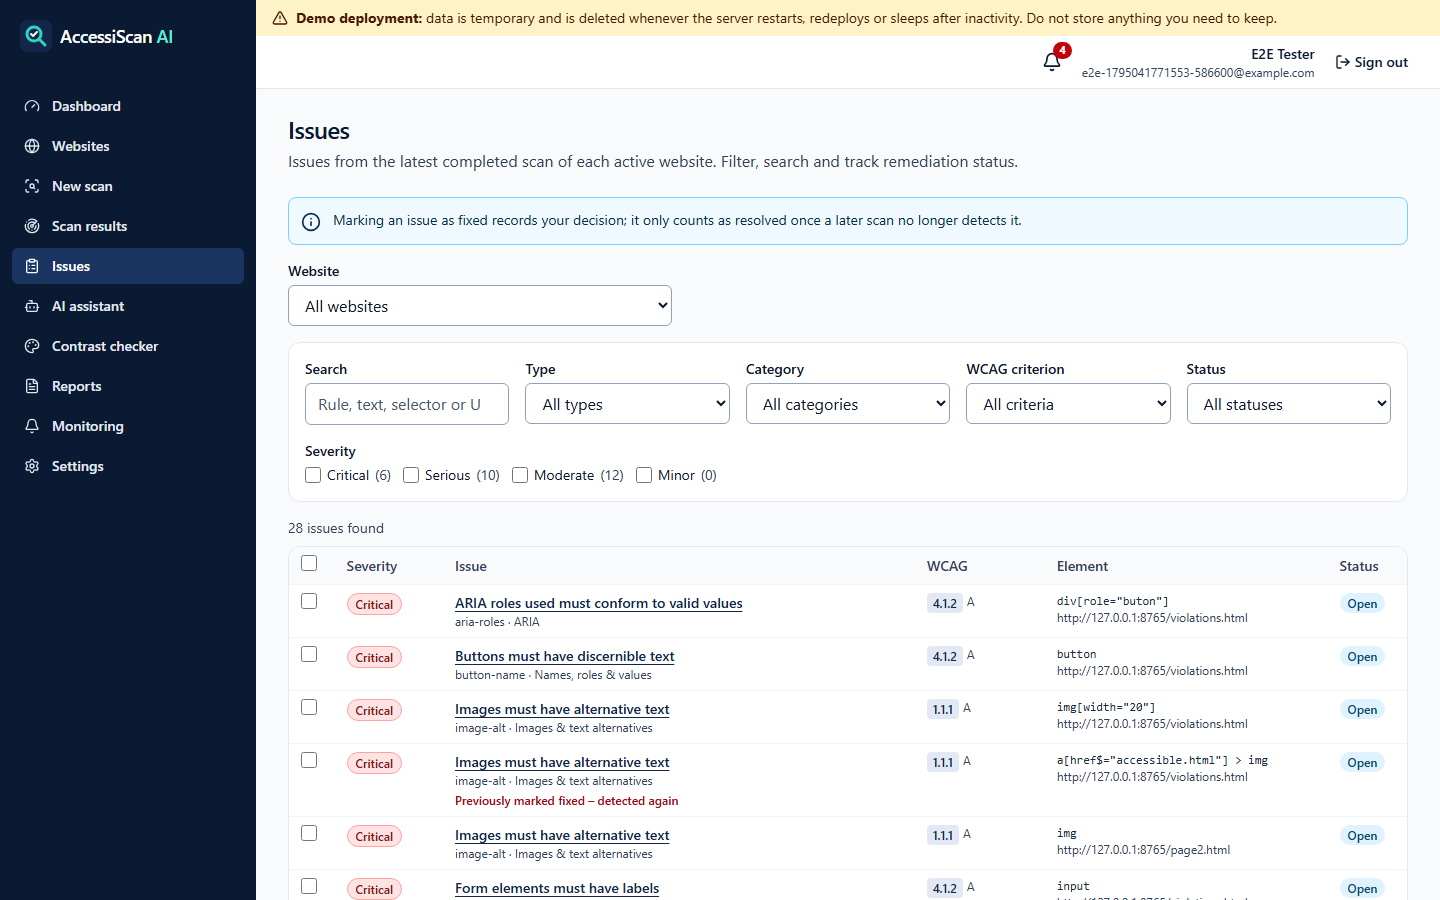 AccessiScan AI
Dashboard
Websites
New scan
Scan results
Issues
AI assistant
Contrast checker
Reports
Monitoring
Settings
Demo deployment: data is temporary and is deleted whenever the server restarts, redeploys or sleeps after inactivity. Do not store anything you need to keep.
4
E2E Tester
e2e-1795041771553-586600@example.com
Sign out
Issues
Issues from the latest completed scan of each active website. Filter, search and track remediation status.
Marking an issue as fixed records your decision; it only counts as resolved once a later scan no longer detects it.
Website
All websites
Search Type Category WCAG criterion Status
Rule, text, selector or U All types All categories All criteria All statuses
Severity
Critical (6) Serious (10) Moderate (12) Minor (0)
28 issues found
Severity Issue WCAG Element Status
Critical ARIA roles used must conform to valid values 4.1.2 A div[role="buton"] Open
aria-roles · ARIA http://127.0.0.1:8765/violations.html
Critical Buttons must have discernible text 4.1.2 A button Open
button-name · Names, roles & values http://127.0.0.1:8765/violations.html
Critical Images must have alternative text 1.1.1 A img[width="20"] Open
image-alt · Images & text alternatives http://127.0.0.1:8765/violations.html
Critical Images must have alternative text 1.1.1 A a[href$="accessible.html"] > img Open
image-alt · Images & text alternatives http://127.0.0.1:8765/violations.html
Previously marked fixed – detected again
Critical Images must have alternative text 1.1.1 A img Open
image-alt · Images & text alternatives http://127.0.0.1:8765/page2.html
Critical Form elements must have labels 4.1.2 A input Open